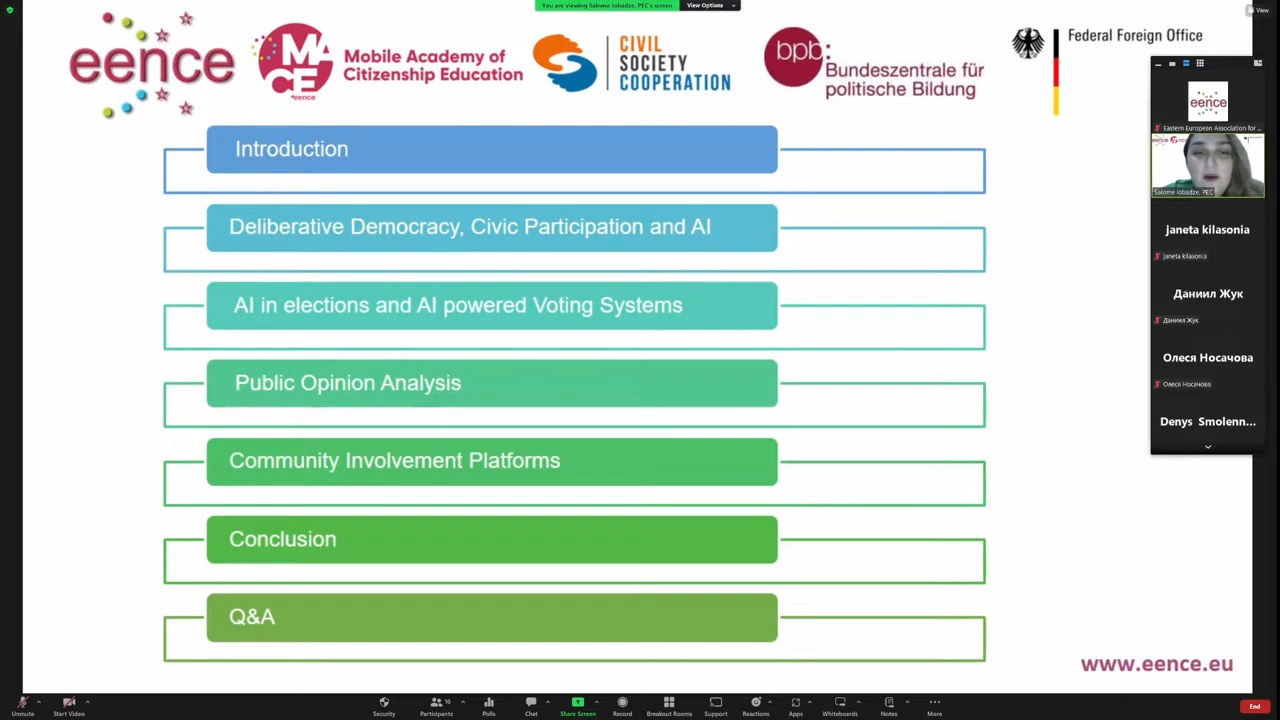 You are viewing Salome Iobadze, PEC's screen
View Options
View
eence
MACE
eence
Mobile Academy of
Citizenship Education
CIVIL
SOCIETY
COOPERATION
bpb:
Bundeszentrale für
politische Bildung
Federal Foreign Office
Introduction
Deliberative Democracy, Civic Participation and AI
AI in elections and AI powered Voting Systems
Public Opinion Analysis
Community Involvement Platforms
Conclusion
Q&A
www.eence.eu
eence
Eastern European Association for ...
Salome Iobadze, PEC
janeta kilasonia
janeta kilasonia
Даниил Жук
Даниил Жук
Олеся Носачова
Олеся Носачова
Denys Smolenn...
Unmute
Start Video
Security
Participants
16
Polls
Chat
Share Screen
Record
Breakout Rooms
Support
Reactions
Apps
Whiteboards
Notes
More
End